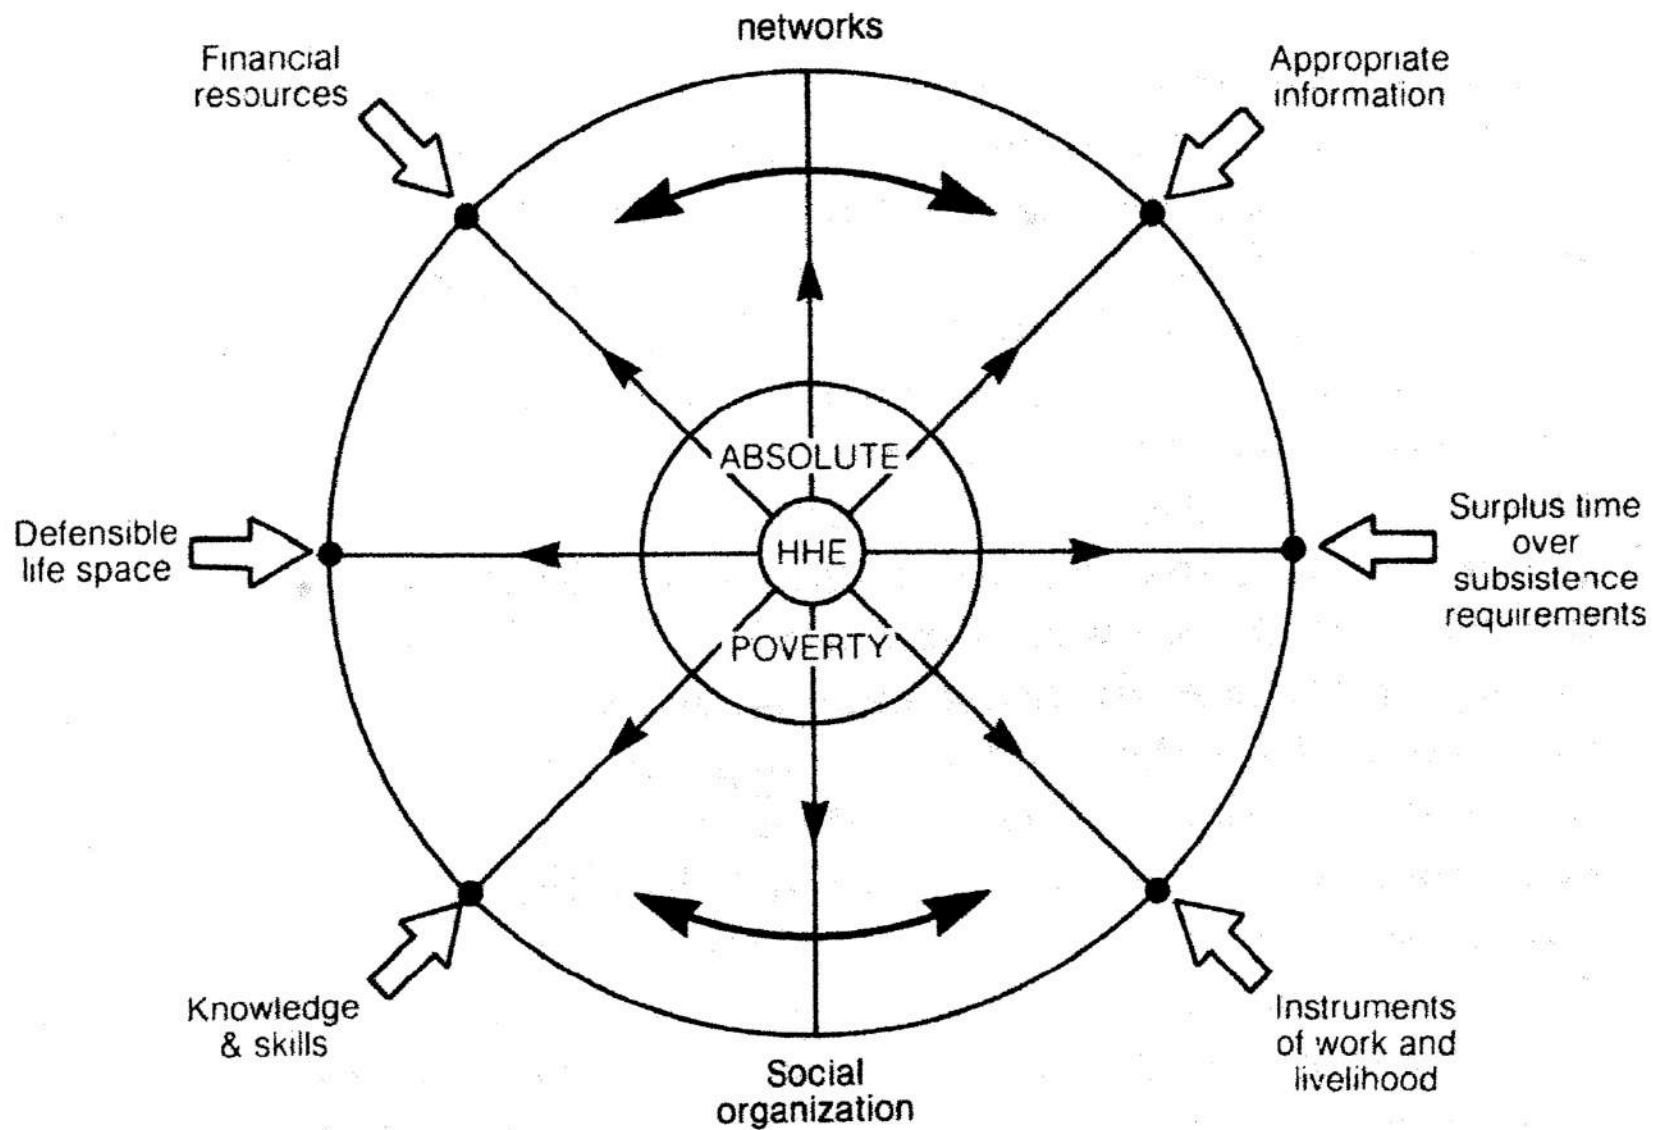 networks
Financial
resources
Appropriate
information
ABSOLUTE
Defensible
life space
HHE
Surplus time
over
subsistence
requirements
POVERTY
Knowledge
& skills
Instruments
of work and
livelihood
Social
organization